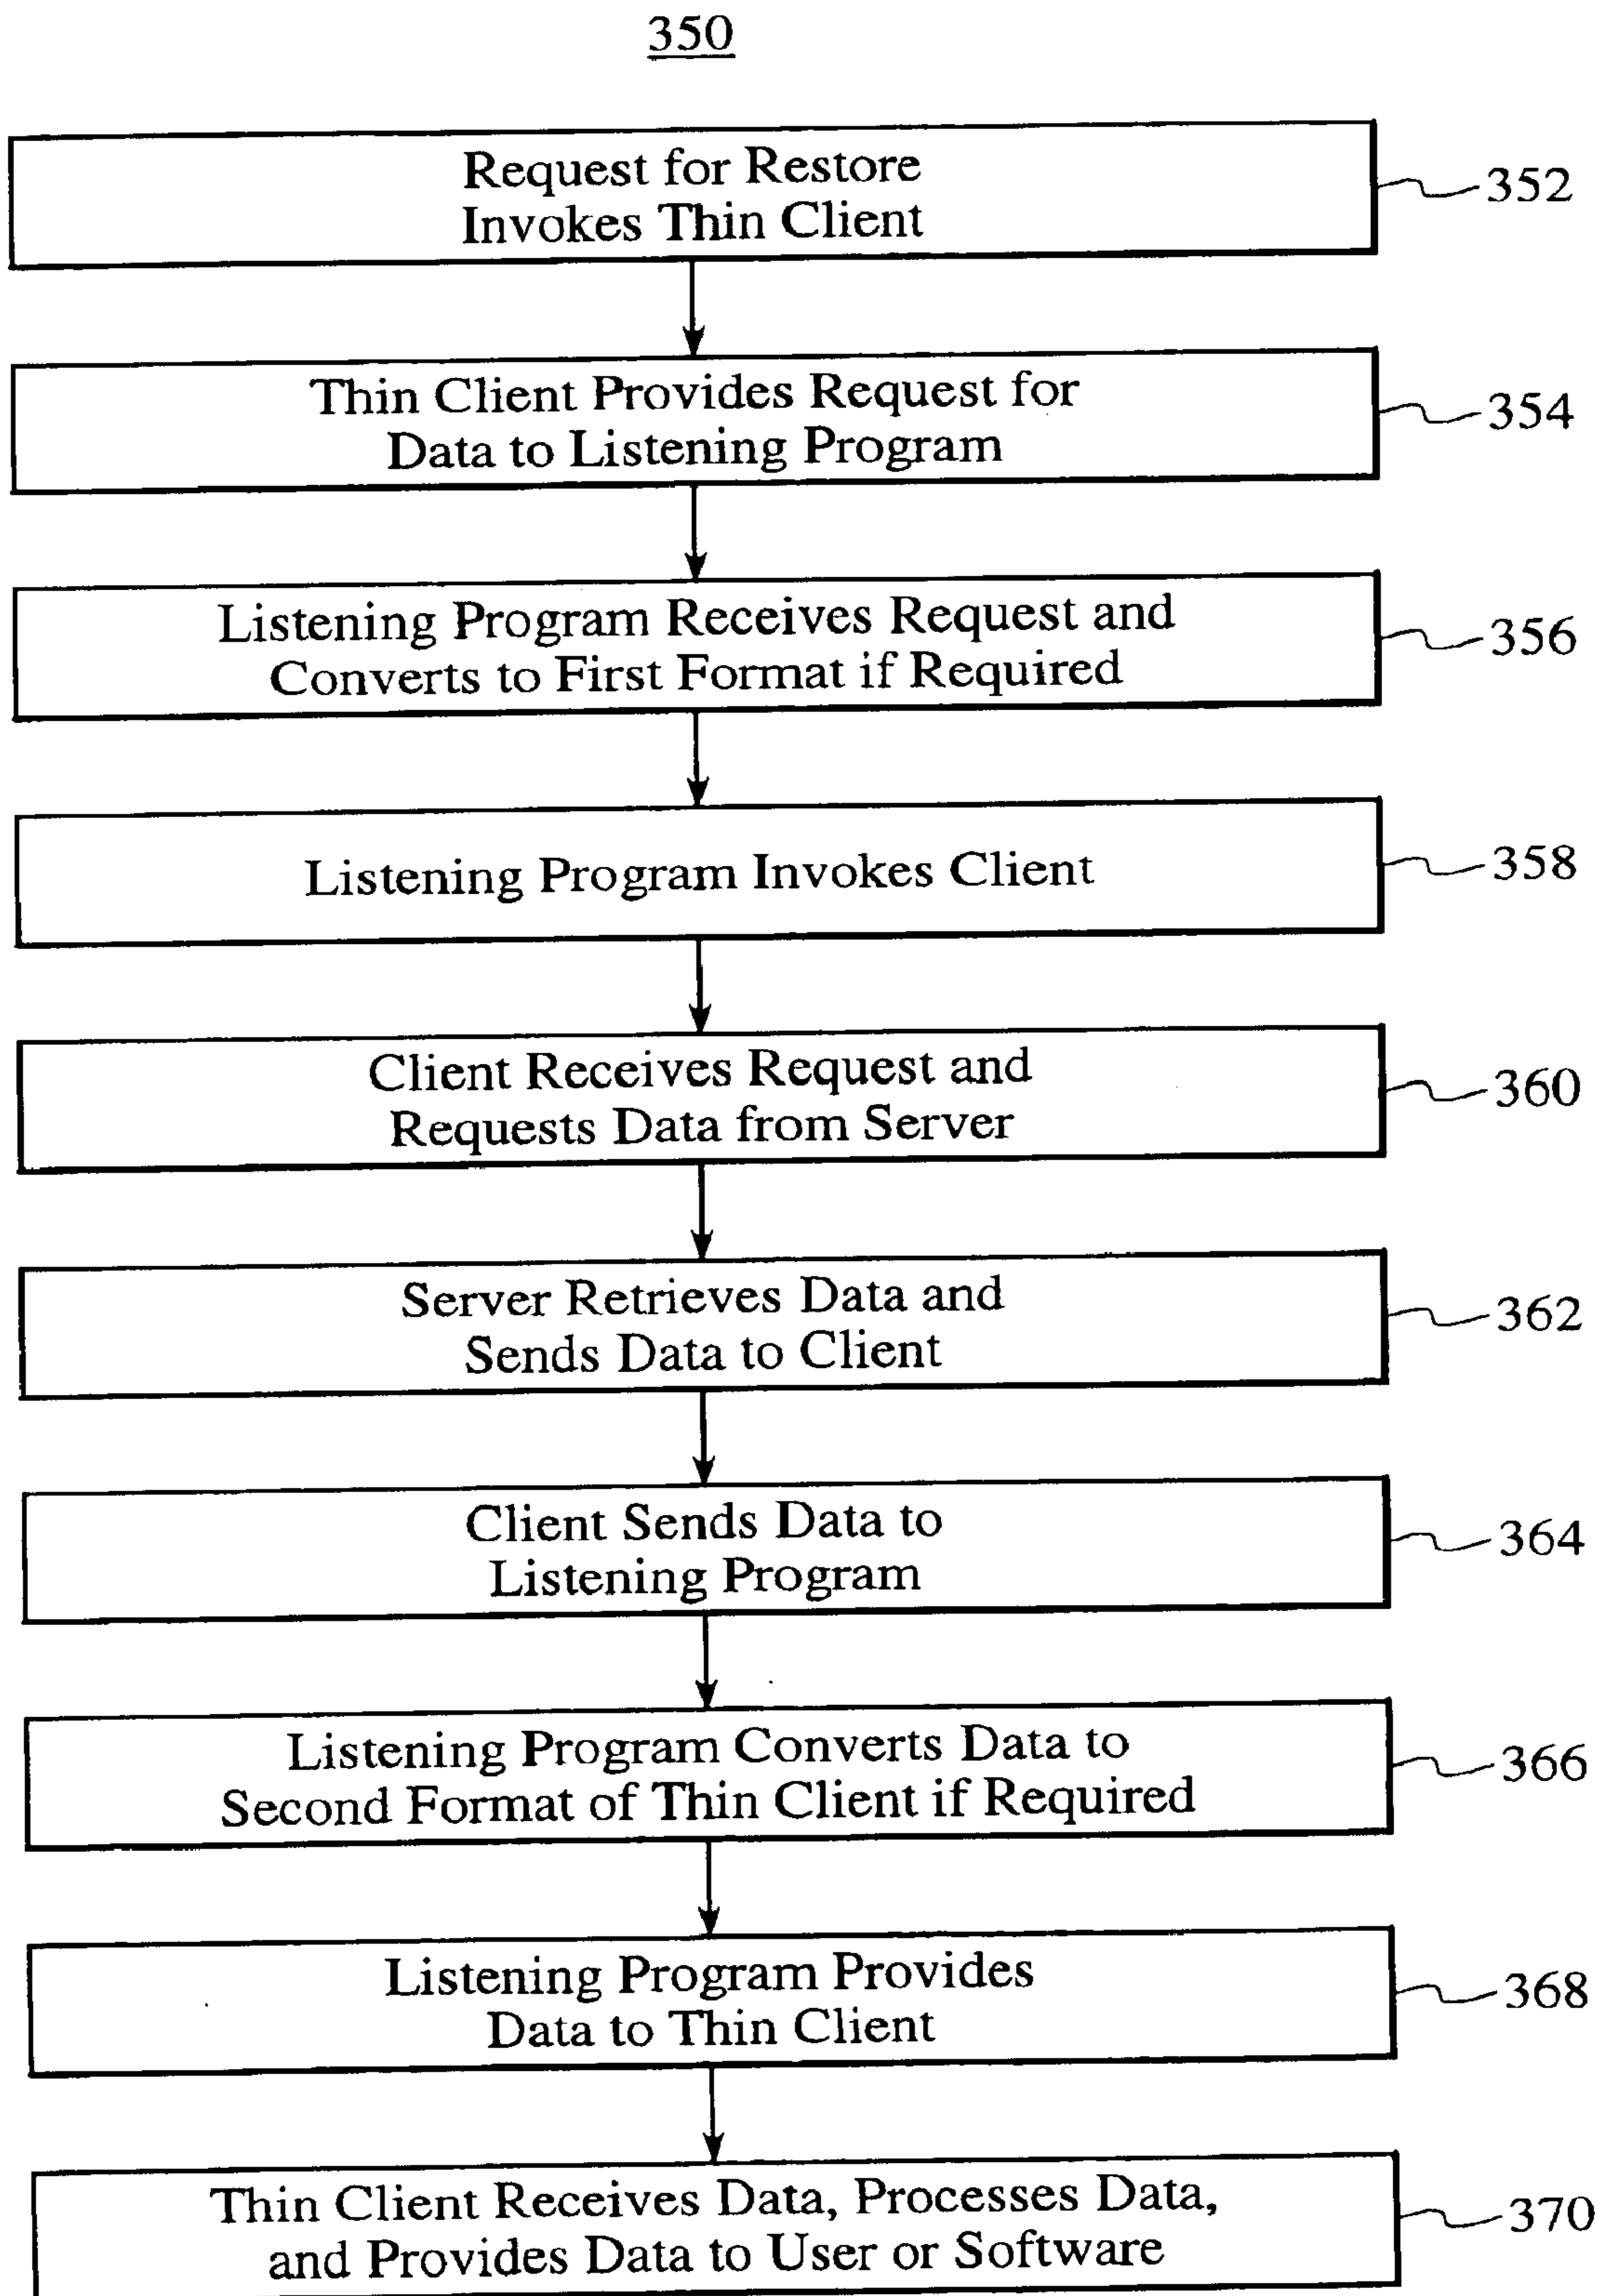 350
Request for Restore
Invokes Thin Client
352
Thin Client Provides Request for
Data to Listening Program
354
Listening Program Receives Request and
Converts to First Format if Required
356
Listening Program Invokes Client
358
Client Receives Request and
Requests Data from Server
360
Server Retrieves Data and
Sends Data to Client
362
Client Sends Data to
Listening Program
364
Listening Program Converts Data to
Second Format of Thin Client if Required
366
Listening Program Provides
Data to Thin Client
368
Thin Client Receives Data, Processes Data,
and Provides Data to User or Software
370